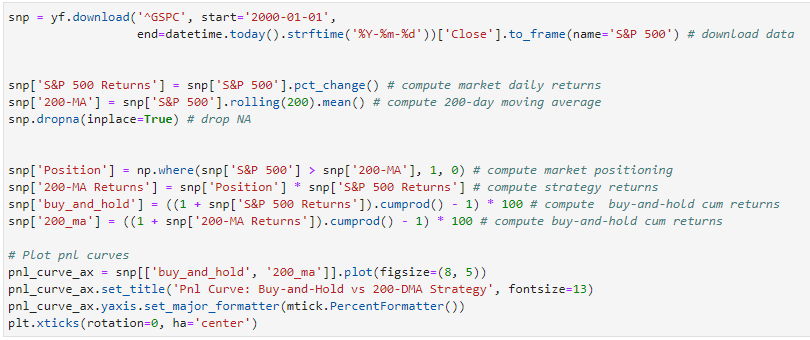 snp = yf.download('^GSPC', start='2000-01-01',
end=datetime.today().strftime('%Y-%m-%d'))['Close'].to_frame(name='S&P 500') # download data
snp['S&P 500 Returns'] = snp['S&P 500'].pct_change() # compute market daily returns
snp['200-MA'] = snp['S&P 500'].rolling(200).mean() # compute 200-day moving average
snp.dropna(inplace=True) # drop NA
snp['Position'] = np.where(snp['S&P 500'] > snp['200-MA'], 1, 0) # compute market positioning
snp['200-MA Returns'] = snp['Position'] * snp['S&P 500 Returns'] # compute strategy returns
snp['buy_and_hold'] = ((1 + snp['S&P 500 Returns']).cumprod() - 1) * 100 # compute  buy-and-hold cum returns
snp['200_ma'] = ((1 + snp['200-MA Returns']).cumprod() - 1) * 100 # compute buy-and-hold cum returns
# Plot pnl curves
pnl_curve_ax = snp[['buy_and_hold', '200_ma']].plot(figsize=(8, 5))
pnl_curve_ax.set_title('Pnl Curve: Buy-and-Hold vs 200-DMA Strategy', fontsize=13)
pnl_curve_ax.yaxis.set_major_formatter(mtick.PercentFormatter())
plt.xticks(rotation=0, ha='center')